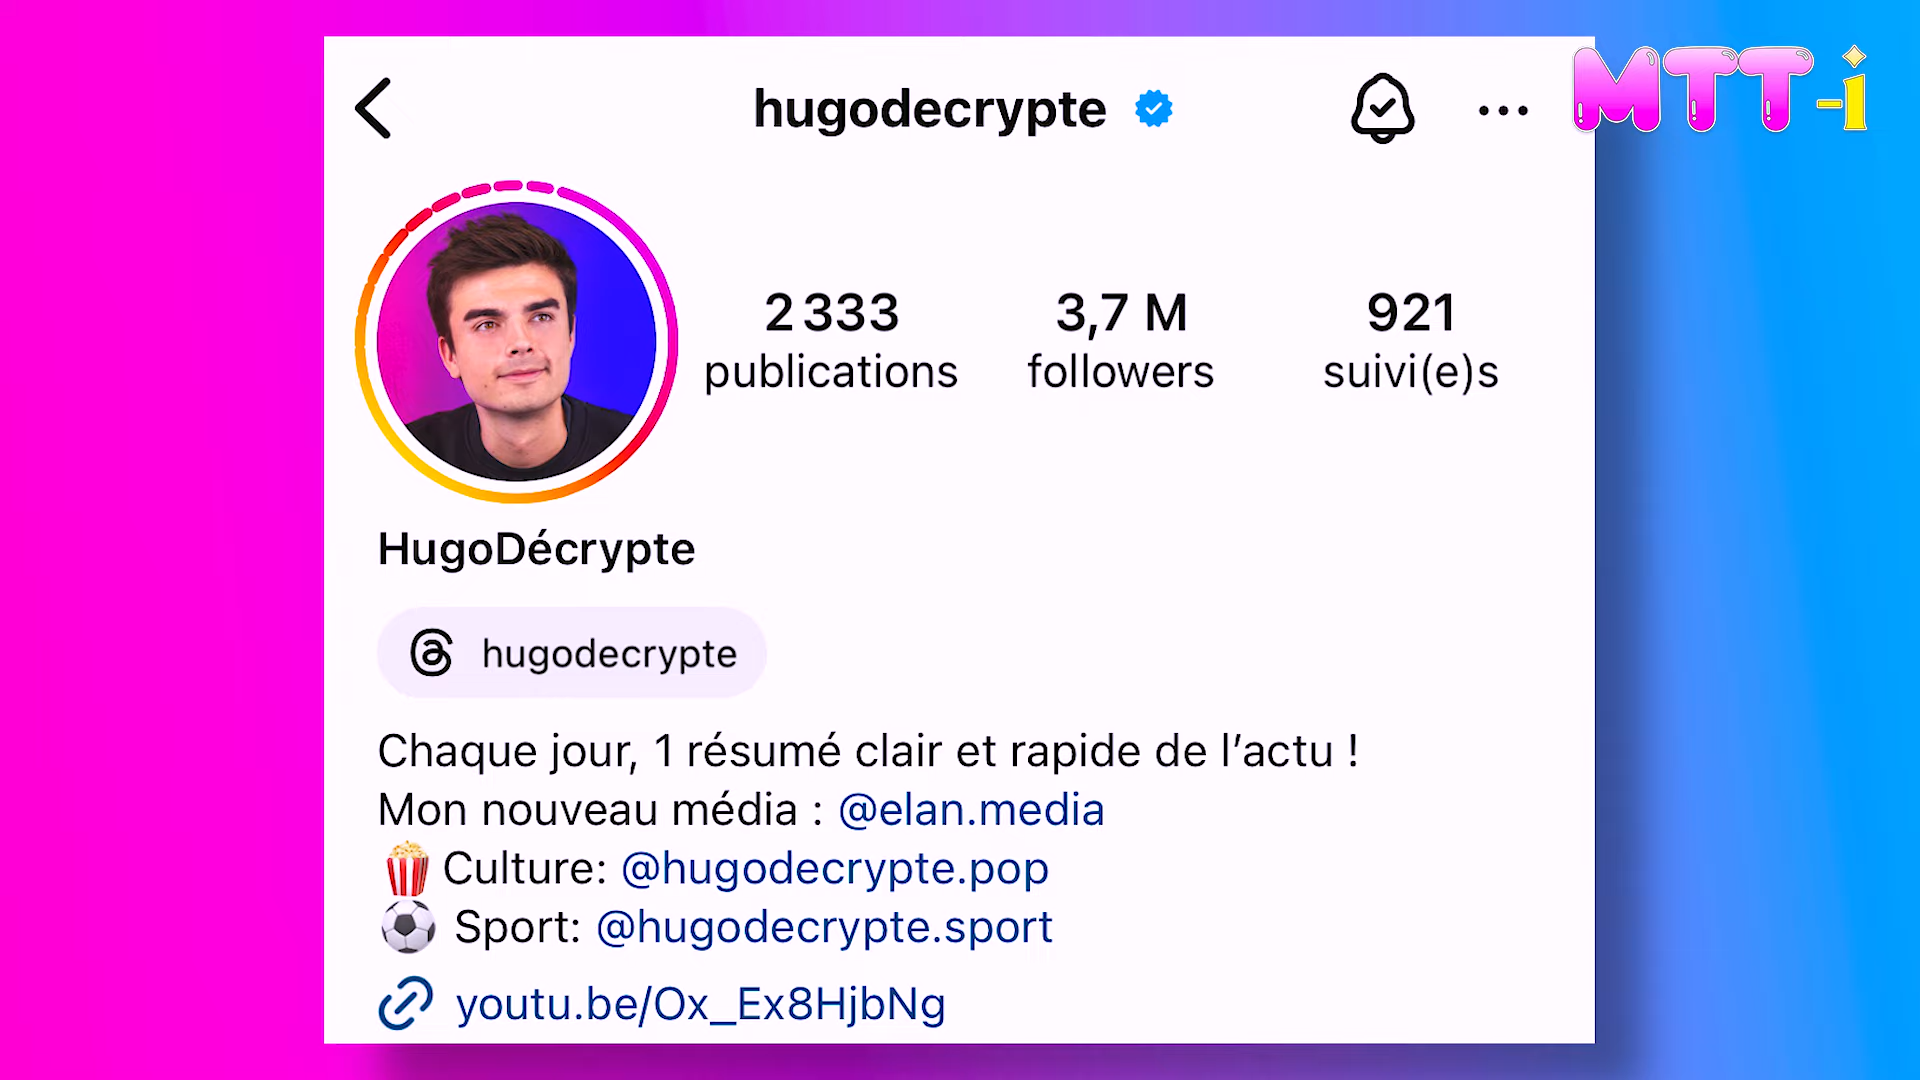 hugodecrypte
MTT-i
2 333
publications
3,7 M
followers
921
suivi(e)s
HugoDécrypte
hugodecrypte
Chaque jour, 1 résumé clair et rapide de l’actu !
Mon nouveau média : @elan.media
Culture: @hugodecrypte.pop
Sport: @hugodecrypte.sport
youtu.be/Ox_Ex8HjbNg